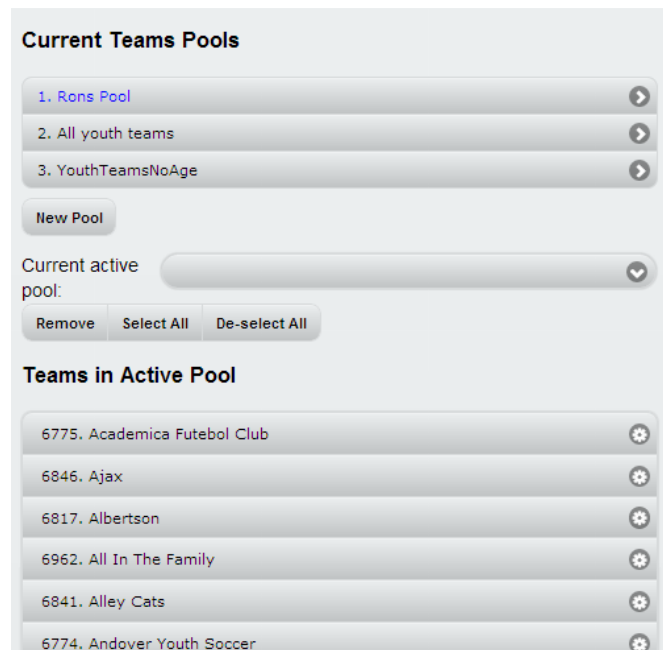 Current Teams Pools
1. Rons Pool
2. All youth teams
3. YouthTeamsNoAge
New Pool
Current active
pool:
Remove Select All De-select All
Teams in Active Pool
6775. Academica Futebol Club
6846. Ajax
6817. Albertson
6962. All In The Family
6841. Alley Cats
6774. Andover Youth Soccer